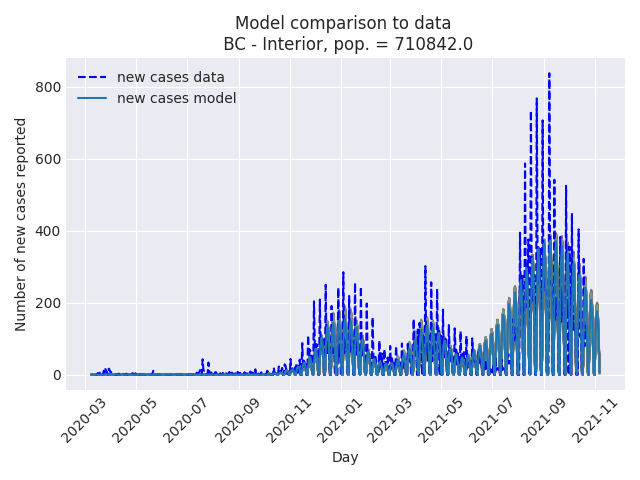 Model comparison to data
BC - Interior, pop. = 710842.0
new cases data
new cases model
Number of new cases reported
800
600
400
200
0
2020-03
2020-05
2020-07
2020-09
2020-11
2021-01
2021-03
2021-05
2021-07
2021-09
2021-11
Day